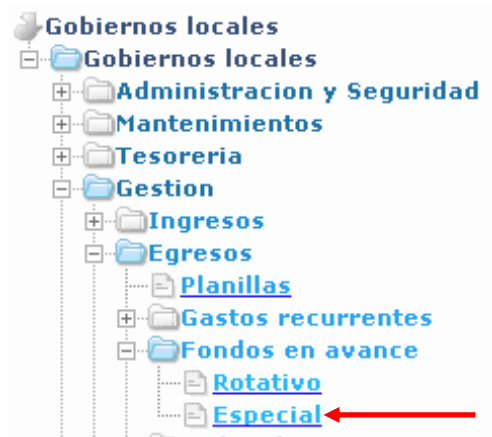 Gobiernos locales
Gobiernos locales
Administracion y Seguridad
Mantenimientos
Tesoreria
Gestion
Ingresos
Egresos
Planillas
Gastos recurrentes
Fondos en avance
Rotativo
Especial